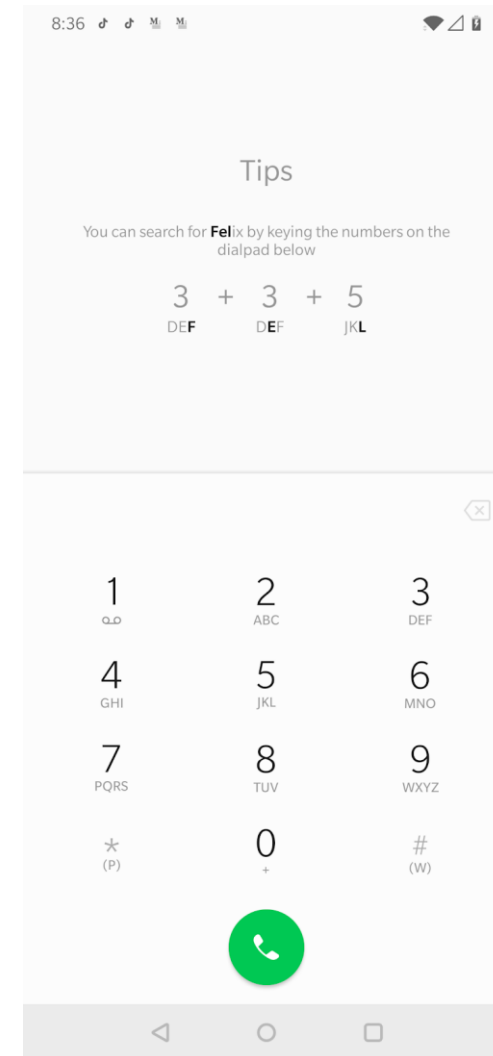 8:36
Tips
You can search for Felix by keying the numbers on the
dialpad below
3 + 3 + 5
DEF DEF JKL
1 2 3
ABC DEF
4 5 6
GHI JKL MNO
7 8 9
PQRS TUV WXYZ
* 0 #
(P) + (W)